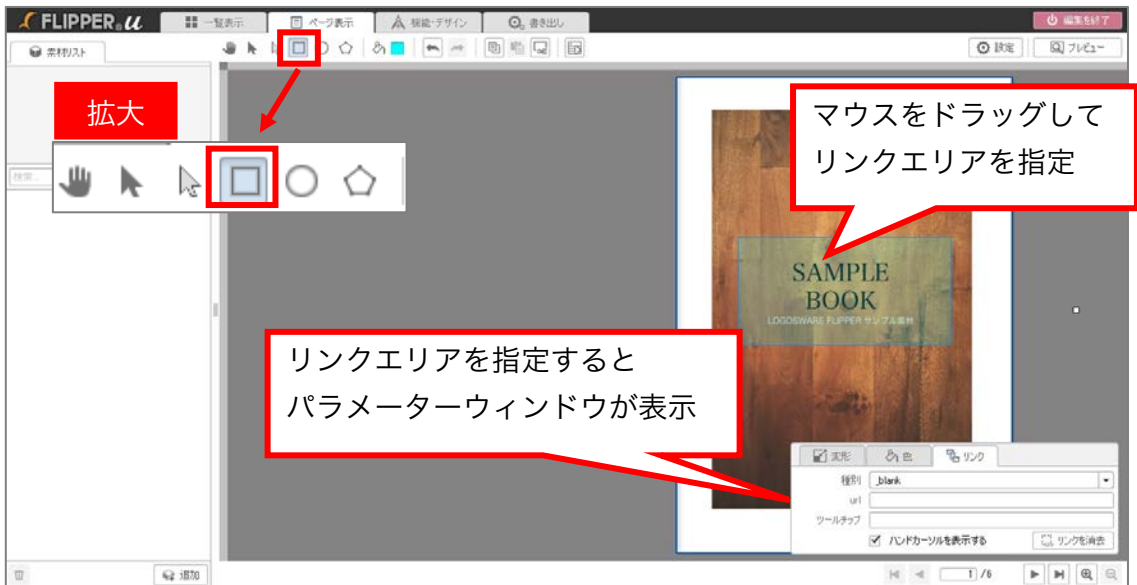 FLIPPER U
一覧表示
ページ表示
機能・デザイン
書き出し
編集を終了
素材リスト
設定
プレビュー
拡大
検索...
マウスをドラッグして
リンクエリアを指定
SAMPLE
BOOK
LOGOSWARE FLIPPER サンプル素材
リンクエリアを指定すると
パラメーターウィンドウが表示
変形
色
リンク
種別
_blank
url
ツールチップ
ハンドカーソルを表示する
リンクを消去
追加
1 /6